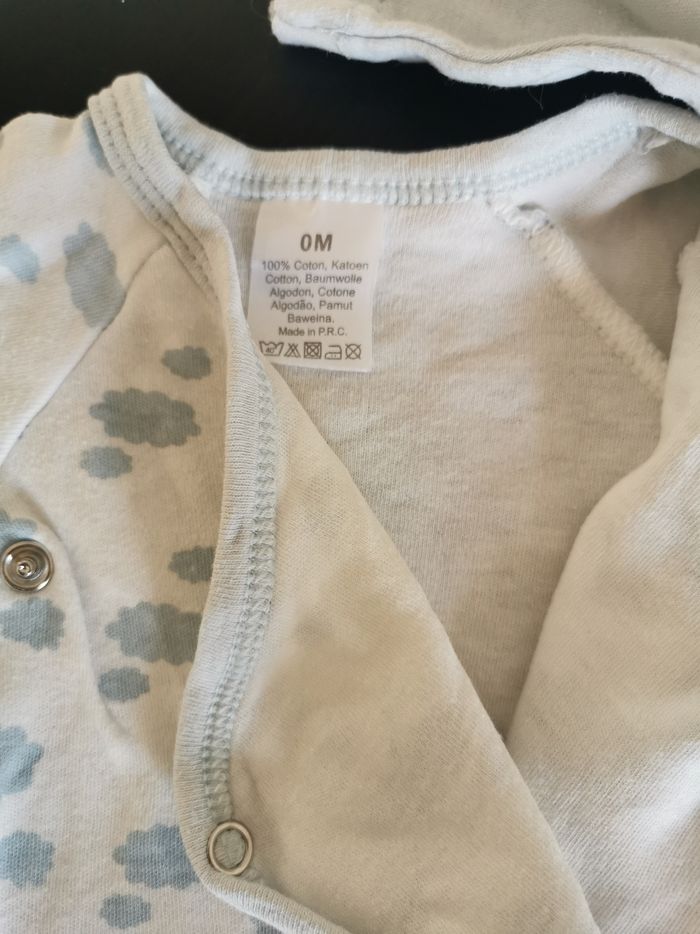 0M
100% Coton, Katoen
Cotton, Baumwolle
Algodon, Cotone
Algodão, Pamut
Baweina.
Made in P.R.C.